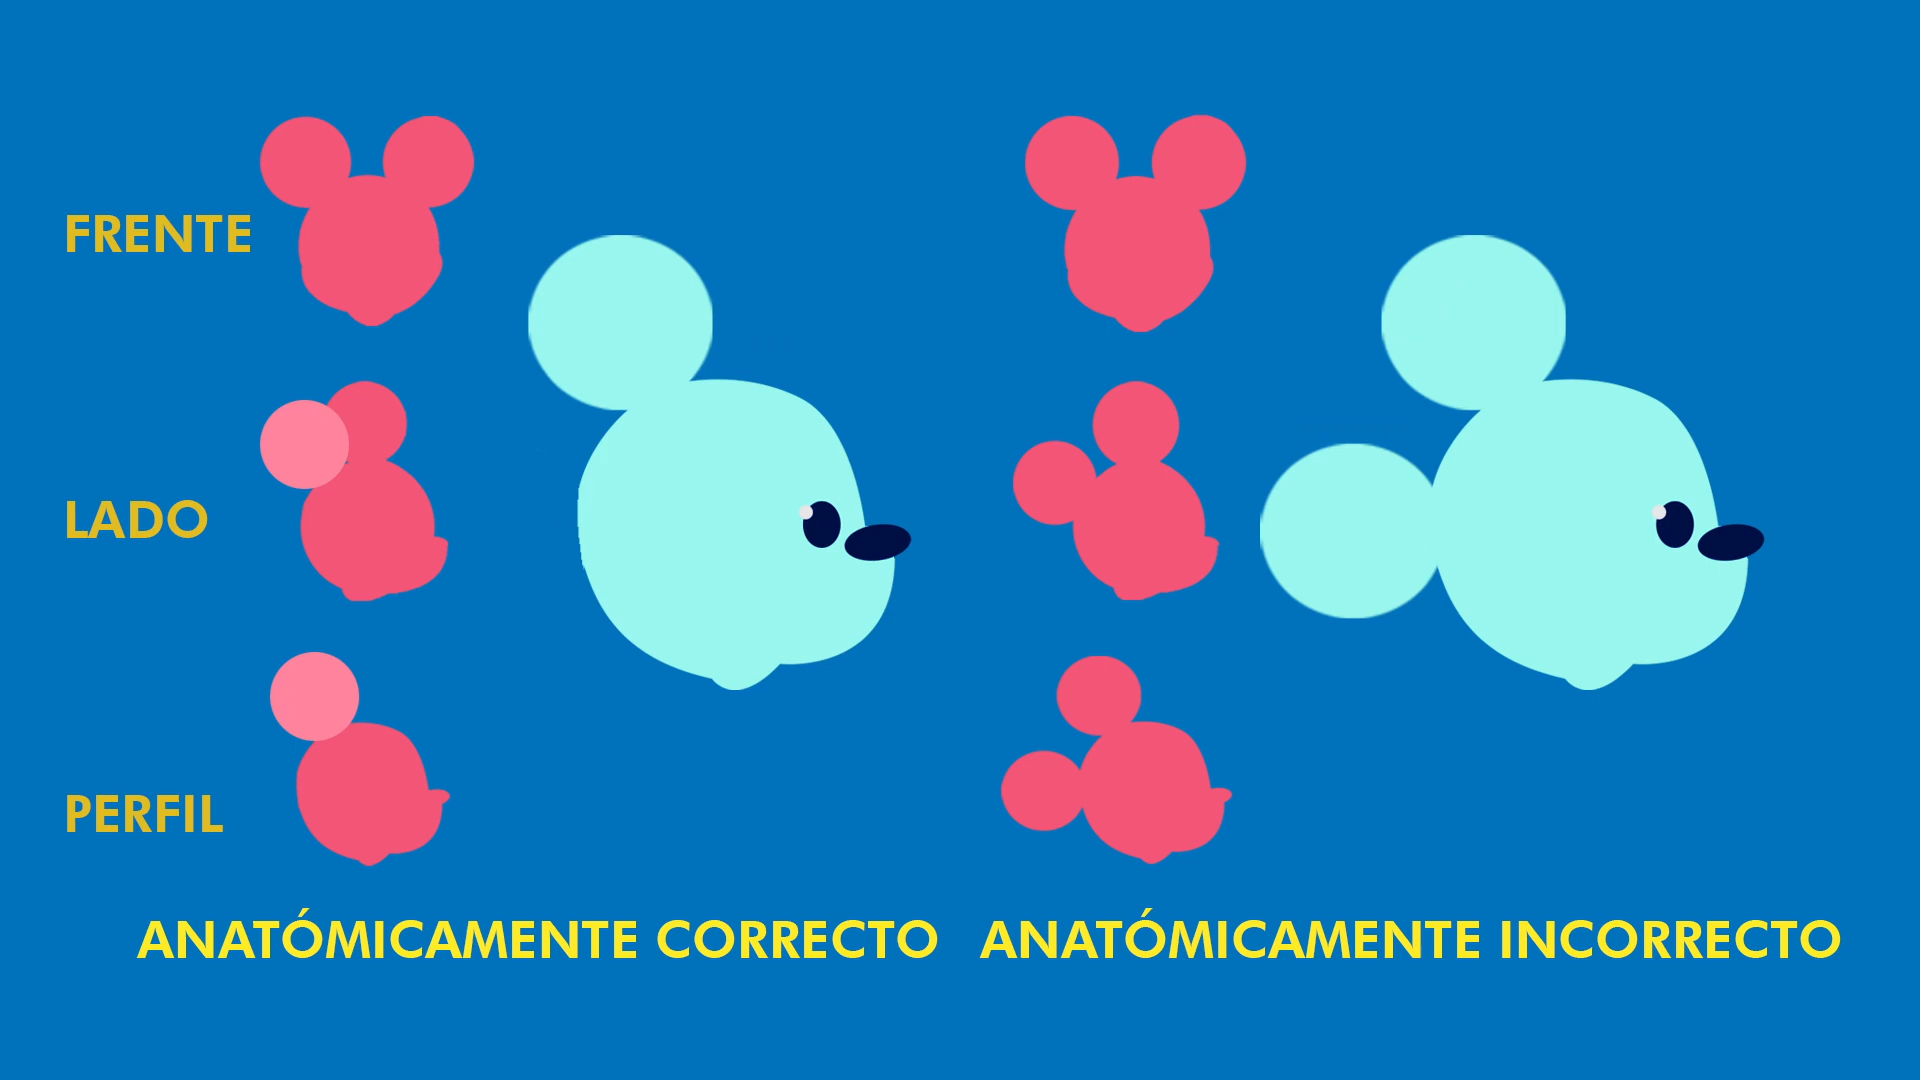 FRENTE
LADO
PERFIL
ANATÓMICAMENTE CORRECTO
ANATÓMICAMENTE INCORRECTO